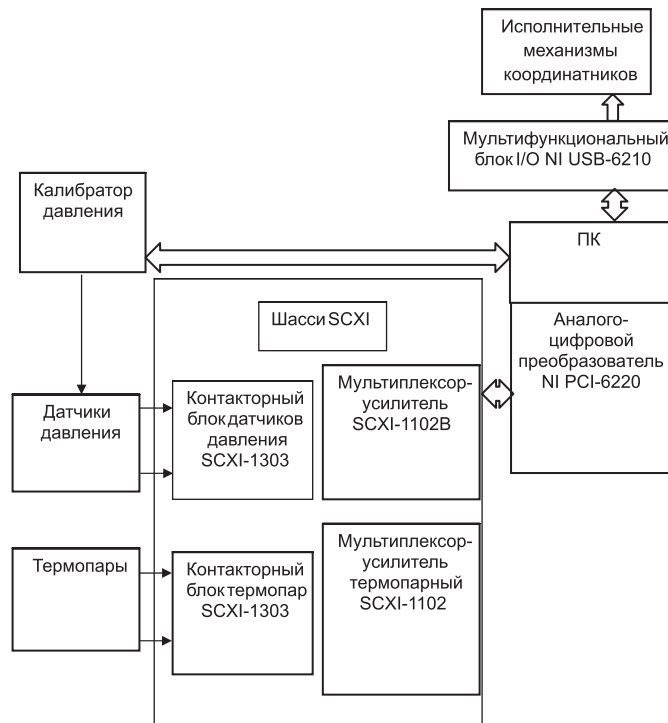 Исполнительные
механизмы
координатников
Мультифункциональный
блок I/O NI USB-6210
Калибратор
давления
ПК
Шасси SCXI
Аналого-
цифровой
преобразователь
NI PCI-6220
Датчики
давления
Контакторный
блок датчиков
давления
SCXI-1303
Мультиплексор-
усилитель
SCXI-1102B
Термопары
Контакторный
блок термопар
SCXI-1303
Мультиплексор-
усилитель
термопарный
SCXI-1102